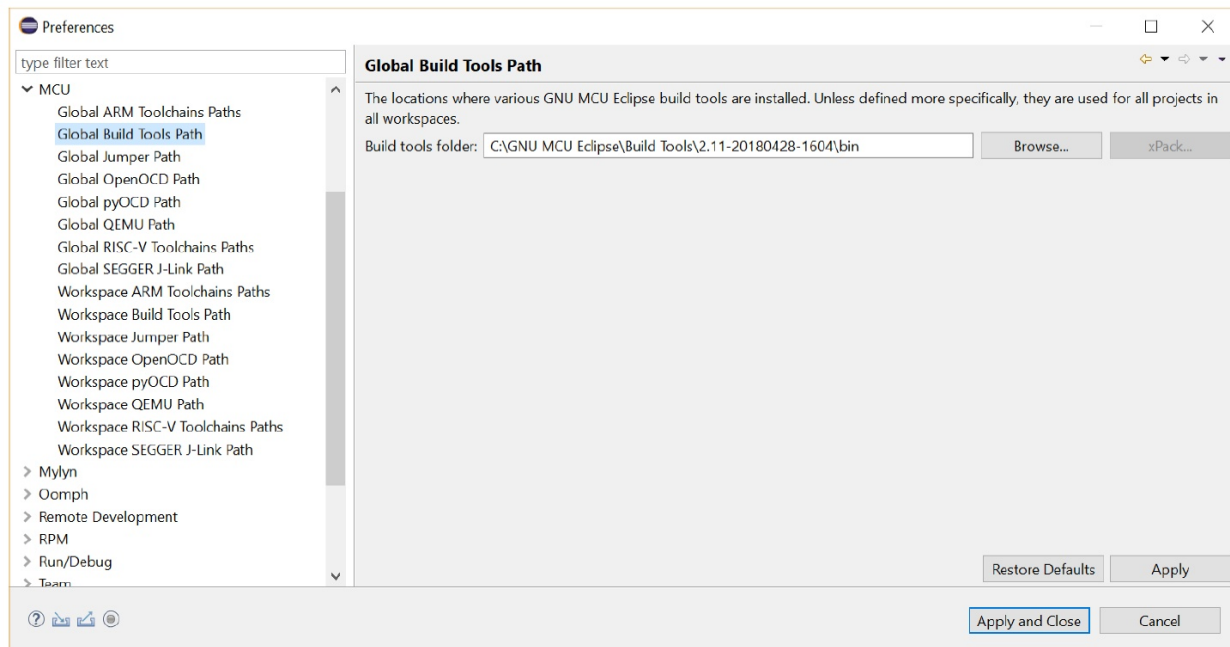 Preferences
type filter text
MCU
Global ARM Toolchains Paths
Global Build Tools Path
Global Jumper Path
Global OpenOCD Path
Global pyOCD Path
Global QEMU Path
Global RISC-V Toolchains Paths
Global SEGGER J-Link Path
Workspace ARM Toolchains Paths
Workspace Build Tools Path
Workspace Jumper Path
Workspace OpenOCD Path
Workspace pyOCD Path
Workspace QEMU Path
Workspace RISC-V Toolchains Paths
Workspace SEGGER J-Link Path
Mylyn
Oomph
Remote Development
RPM
Run/Debug
Team
Global Build Tools Path
The locations where various GNU MCU Eclipse build tools are installed. Unless defined more specifically, they are used for all projects in
all workspaces.
Build tools folder: C:\GNU MCU Eclipse\Build Tools\2.11-20180428-1604\bin Browse... xPack...
Restore Defaults Apply
Apply and Close Cancel